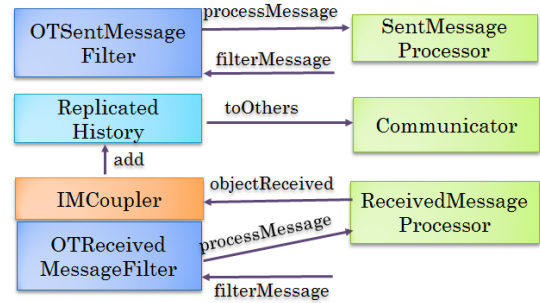 processMessage
OTSentMessage
Filter
SentMessage
Processor
filterMessage
Replicated
History
toOthers
Communicator
add
objectReceived
IMCoupler
ReceivedMessage
Processor
processMessage
OTReceived
MessageFilter
filterMessage